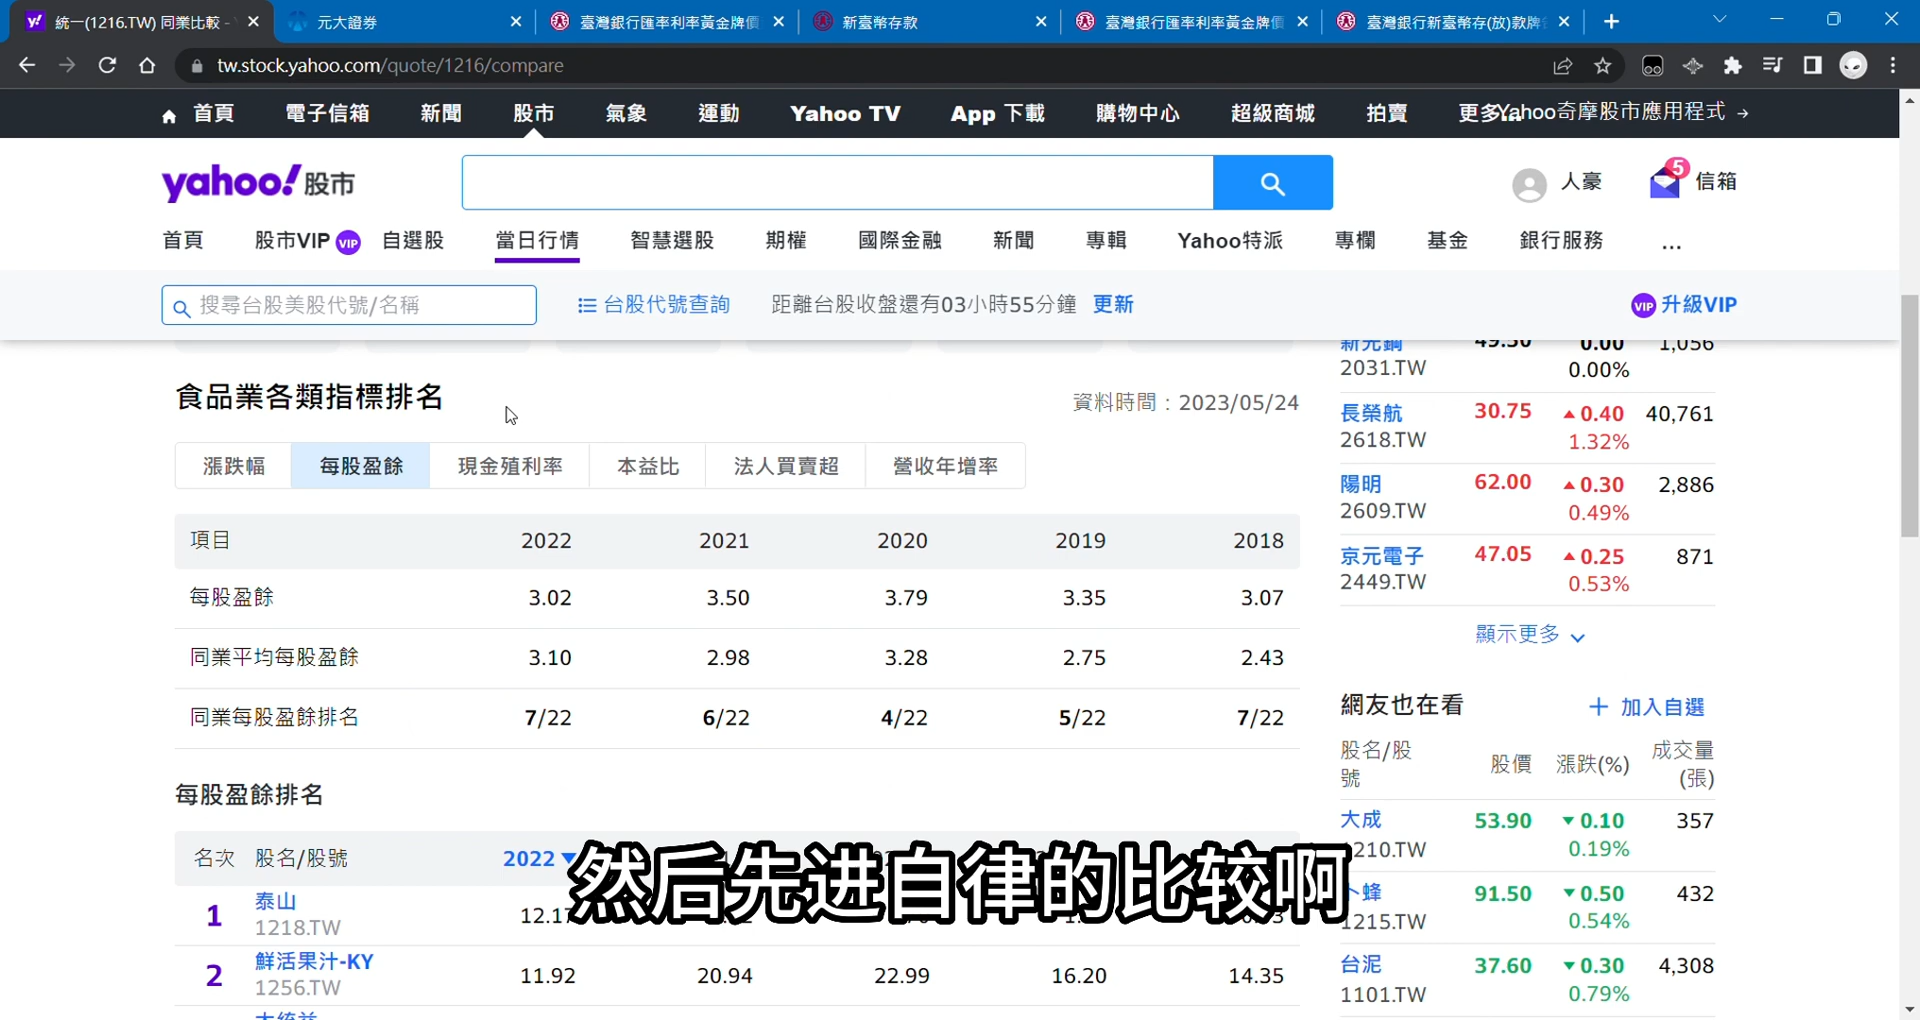 統一(1216.TW) 同業比較 -
元大證券
臺灣銀行匯率利率黃金牌價
新臺幣存款
臺灣銀行匯率利率黃金牌價
臺灣銀行新臺幣存(放)款牌告
tw.stock.yahoo.com/quote/1216/compare
首頁 電子信箱 新聞 股市 氣象 運動 Yahoo TV App 下載 購物中心 超級商城 拍賣 更多 Yahoo奇摩股市應用程式 →
yahoo!股市
人豪 5 信箱
首頁 股市VIP VIP 自選股 當日行情 智慧選股 期權 國際金融 新聞 專輯 Yahoo特派 專欄 基金 銀行服務 ...
搜尋台股美股代號/名稱 台股代號查詢 距離台股收盤還有03小時55分鐘 更新 VIP 升級VIP
食品業各類指標排名 資料時間:2023/05/24
漲跌幅 每股盈餘 現金殖利率 本益比 法人買賣超 營收年增率
項目 2022 2021 2020 2019 2018
每股盈餘 3.02 3.50 3.79 3.35 3.07
同業平均每股盈餘 3.10 2.98 3.28 2.75 2.43
同業每股盈餘排名 7/22 6/22 4/22 5/22 7/22
每股盈餘排名
名次 股名/股號 2022
1 泰山 12.17
1218.TW
2 鮮活果汁-KY 11.92 20.94 22.99 16.20 14.35
1256.TW
新光鋼 49.50 0.00 1,056
2031.TW 0.00%
長榮航 30.75 ▲0.40 40,761
2618.TW 1.32%
陽明 62.00 ▲0.30 2,886
2609.TW 0.49%
京元電子 47.05 ▲0.25 871
2449.TW 0.53%
顯示更多
網友也在看 + 加入自選
股名/股號 股價 漲跌(%) 成交量(張)
大成 53.90 ▼0.10 357
1210.TW 0.19%
卜蜂 91.50 ▼0.50 432
1215.TW 0.54%
台泥 37.60 ▼0.30 4,308
1101.TW 0.79%
然后先进自律的比较啊